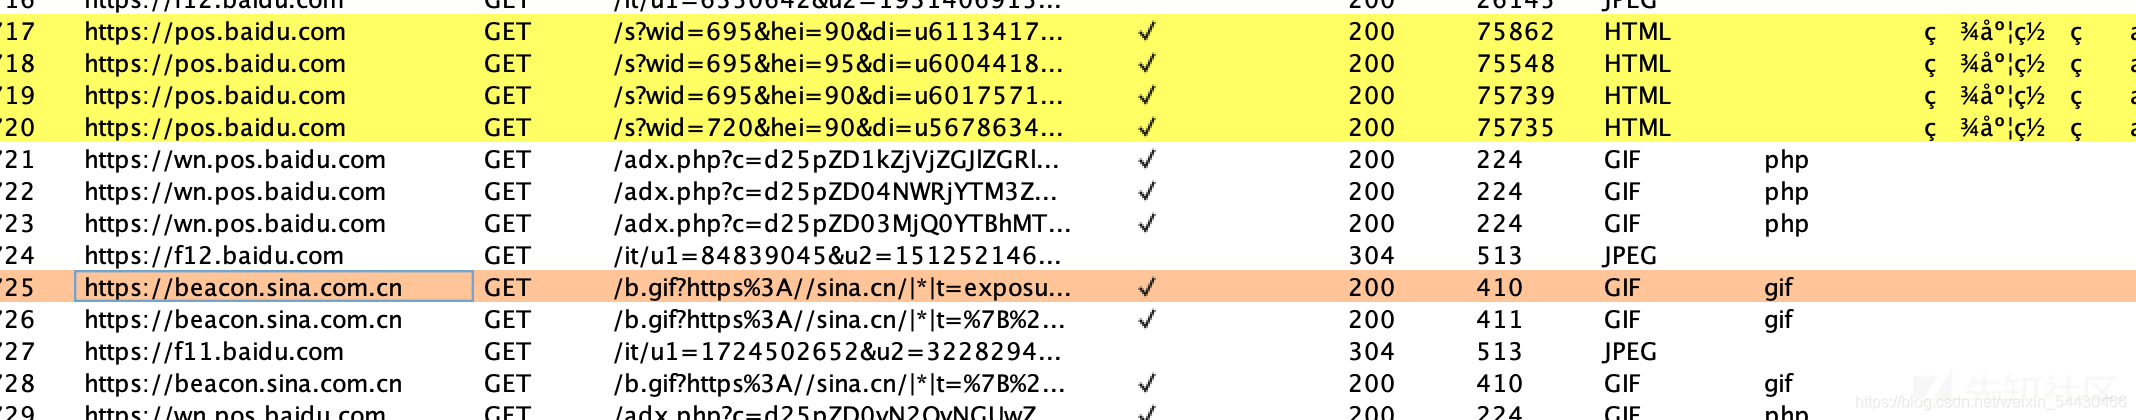 716 https://f12.baidu.com GET /it/u1=6350642&u2=1931406915... 200 26145 JPEG
717 https://pos.baidu.com GET /s?wid=695&hei=90&di=u6113417... ✓ 200 75862 HTML ç ¾åº¦ç½ ç
718 https://pos.baidu.com GET /s?wid=695&hei=95&di=u6004418... ✓ 200 75548 HTML ç ¾åº¦ç½ ç
719 https://pos.baidu.com GET /s?wid=695&hei=90&di=u6017571... ✓ 200 75739 HTML ç ¾åº¦ç½ ç
720 https://pos.baidu.com GET /s?wid=720&hei=90&di=u5678634... ✓ 200 75735 HTML ç ¾åº¦ç½ ç
721 https://wn.pos.baidu.com GET /adx.php?c=d25pZD1kZjVjZGJlZGRl... ✓ 200 224 GIF php
722 https://wn.pos.baidu.com GET /adx.php?c=d25pZD04NWRjYTM3Z... ✓ 200 224 GIF php
723 https://wn.pos.baidu.com GET /adx.php?c=d25pZD03MjQ0YTBhMT... ✓ 200 224 GIF php
724 https://f12.baidu.com GET /it/u1=84839045&u2=151252146... 304 513 JPEG
725 https://beacon.sina.com.cn GET /b.gif?https%3A//sina.cn/|*|t=exposu... ✓ 200 410 GIF gif
726 https://beacon.sina.com.cn GET /b.gif?https%3A//sina.cn/|*|t=%7B%2... ✓ 200 411 GIF gif
727 https://f11.baidu.com GET /it/u1=1724502652&u2=3228294... 304 513 JPEG
728 https://beacon.sina.com.cn GET /b.gif?https%3A//sina.cn/|*|t=%7B%2... ✓ 200 410 GIF gif
729 https://wn.pos.baidu.com GET ✓ 200 224 GIF php
先知社区
https://blog.csdn.net/weixin_54430466